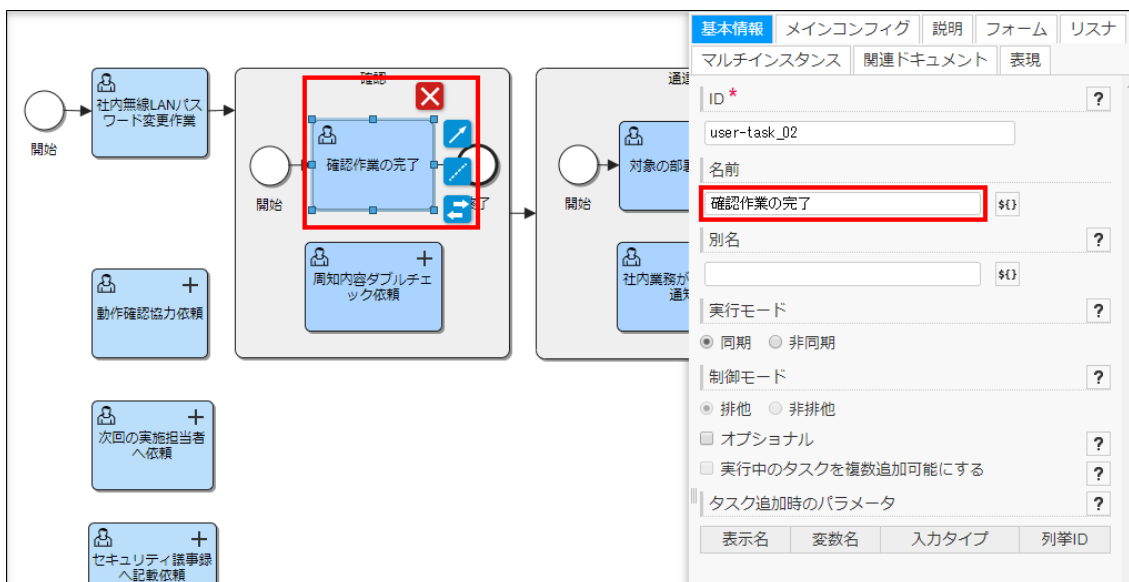 開始
社内無線LANパス
ワード変更作業
動作確認協力依頼
次回の実施担当者
へ依頼
セキュリティ議事録
へ記載依頼
確認
開始
確認作業の完了
周知内容ダブルチェ
ック依頼
開始
対象の部
社内業務が
基本情報 メインコンフィグ 説明 フォーム リスナ
マルチインスタンス 関連ドキュメント 表現
ID * ?
user-task_02
名前
確認作業の完了 ${}
別名 ?
${}
実行モード ?
同期 非同期
制御モード ?
排他 非排他
オプショナル ?
実行中のタスクを複数追加可能にする ?
タスク追加時のパラメータ ?
表示名 変数名 入力タイプ 列挙ID